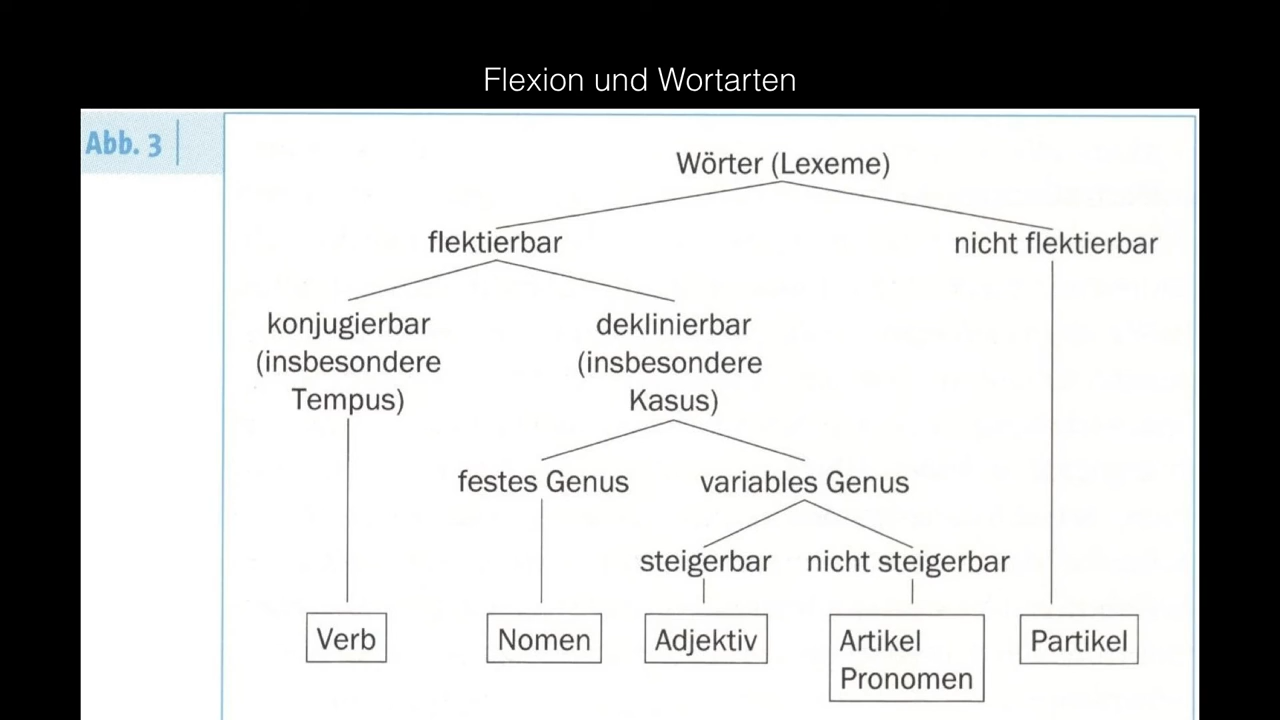 Flexion und Wortarten
Abb. 3
Wörter (Lexeme)
flektierbar
nicht flektierbar
konjugierbar
(insbesondere
Tempus)
deklinierbar
(insbesondere
Kasus)
festes Genus
variables Genus
steigerbar
nicht steigerbar
Verb
Nomen
Adjektiv
Artikel
Pronomen
Partikel